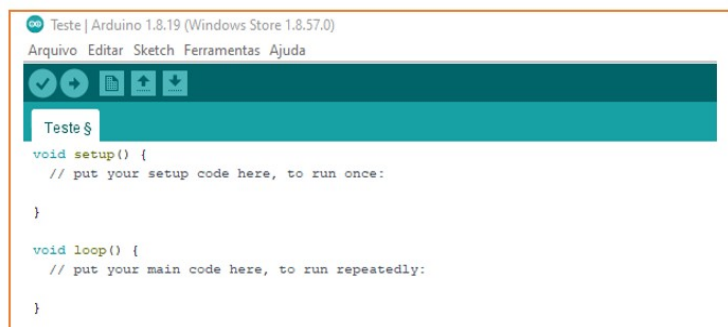 Teste | Arduino 1.8.19 (Windows Store 1.8.57.0)
Arquivo Editar Sketch Ferramentas Ajuda
Teste §
void setup() {
  // put your setup code here, to run once:
}
void loop() {
  // put your main code here, to run repeatedly:
}